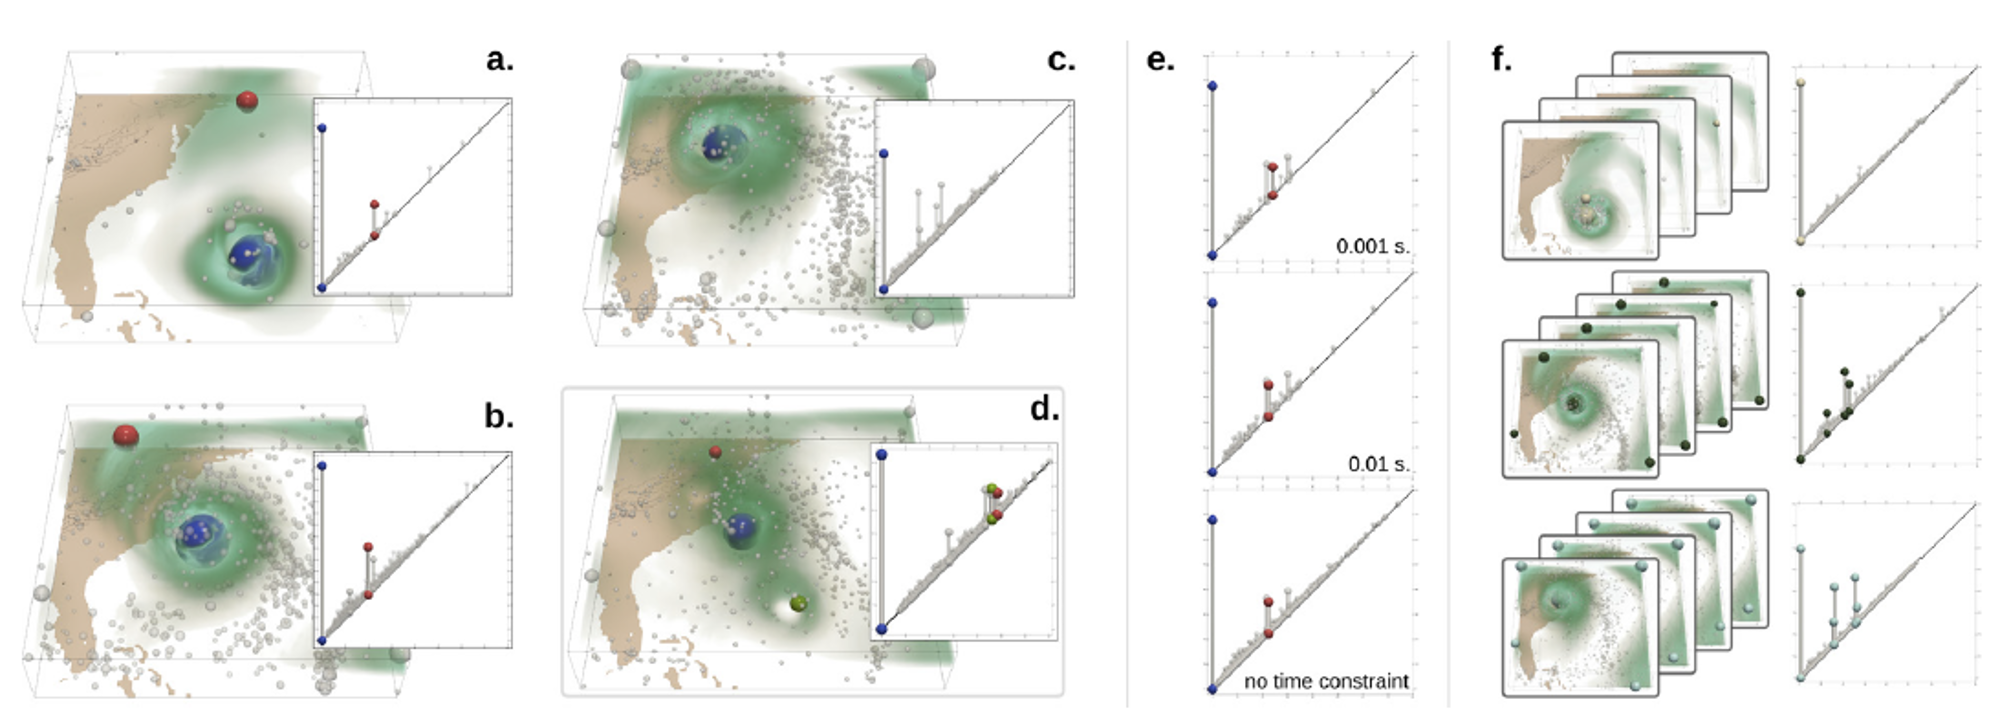 a.
c.
e.
f.
0.001 s.
b.
d.
0.01 s.
no time constraint